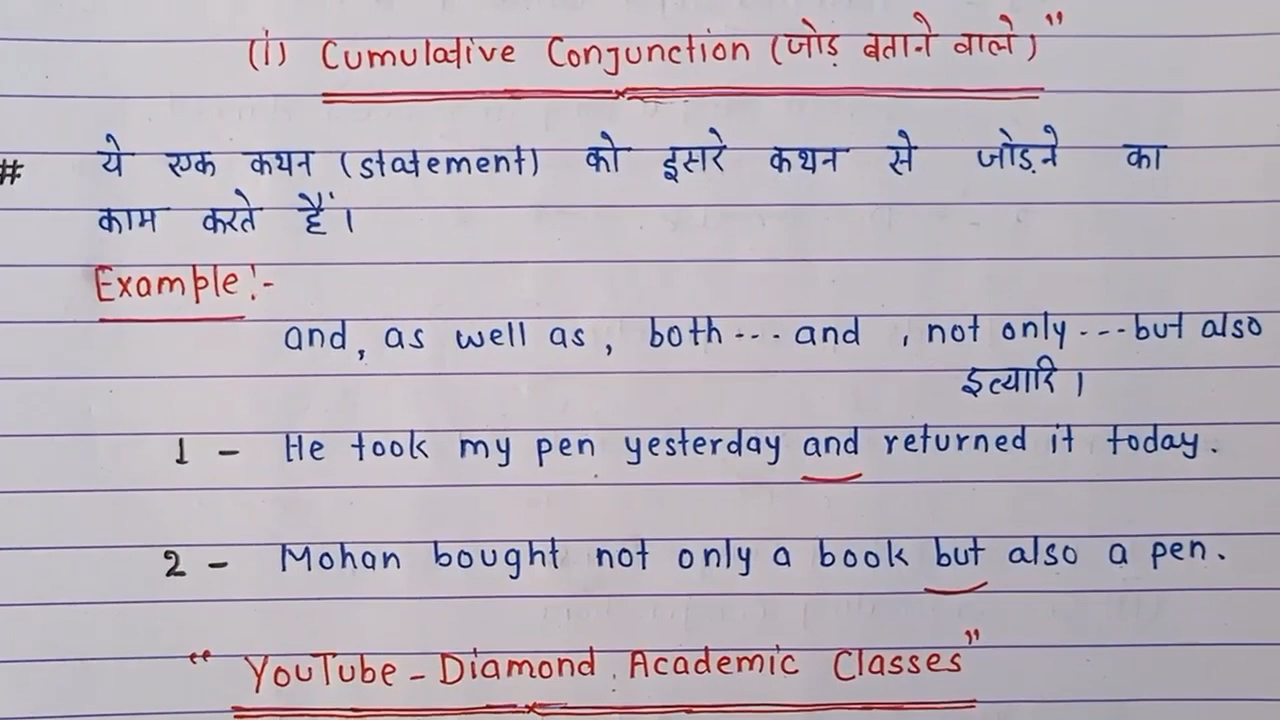 (i) Cumulative Conjunction (जोड़ बताने वाले)"
# ये एक कथन (statement) को इसरे कथन से जोड़ने का
काम करते हैं।
Example:-
and, as well as, both --- and , not only --- but also
इत्यादि।
1 - He took my pen yesterday and returned it today.
2 - Mohan bought not only a book but also a pen.
"YouTube - Diamond Academic Classes"